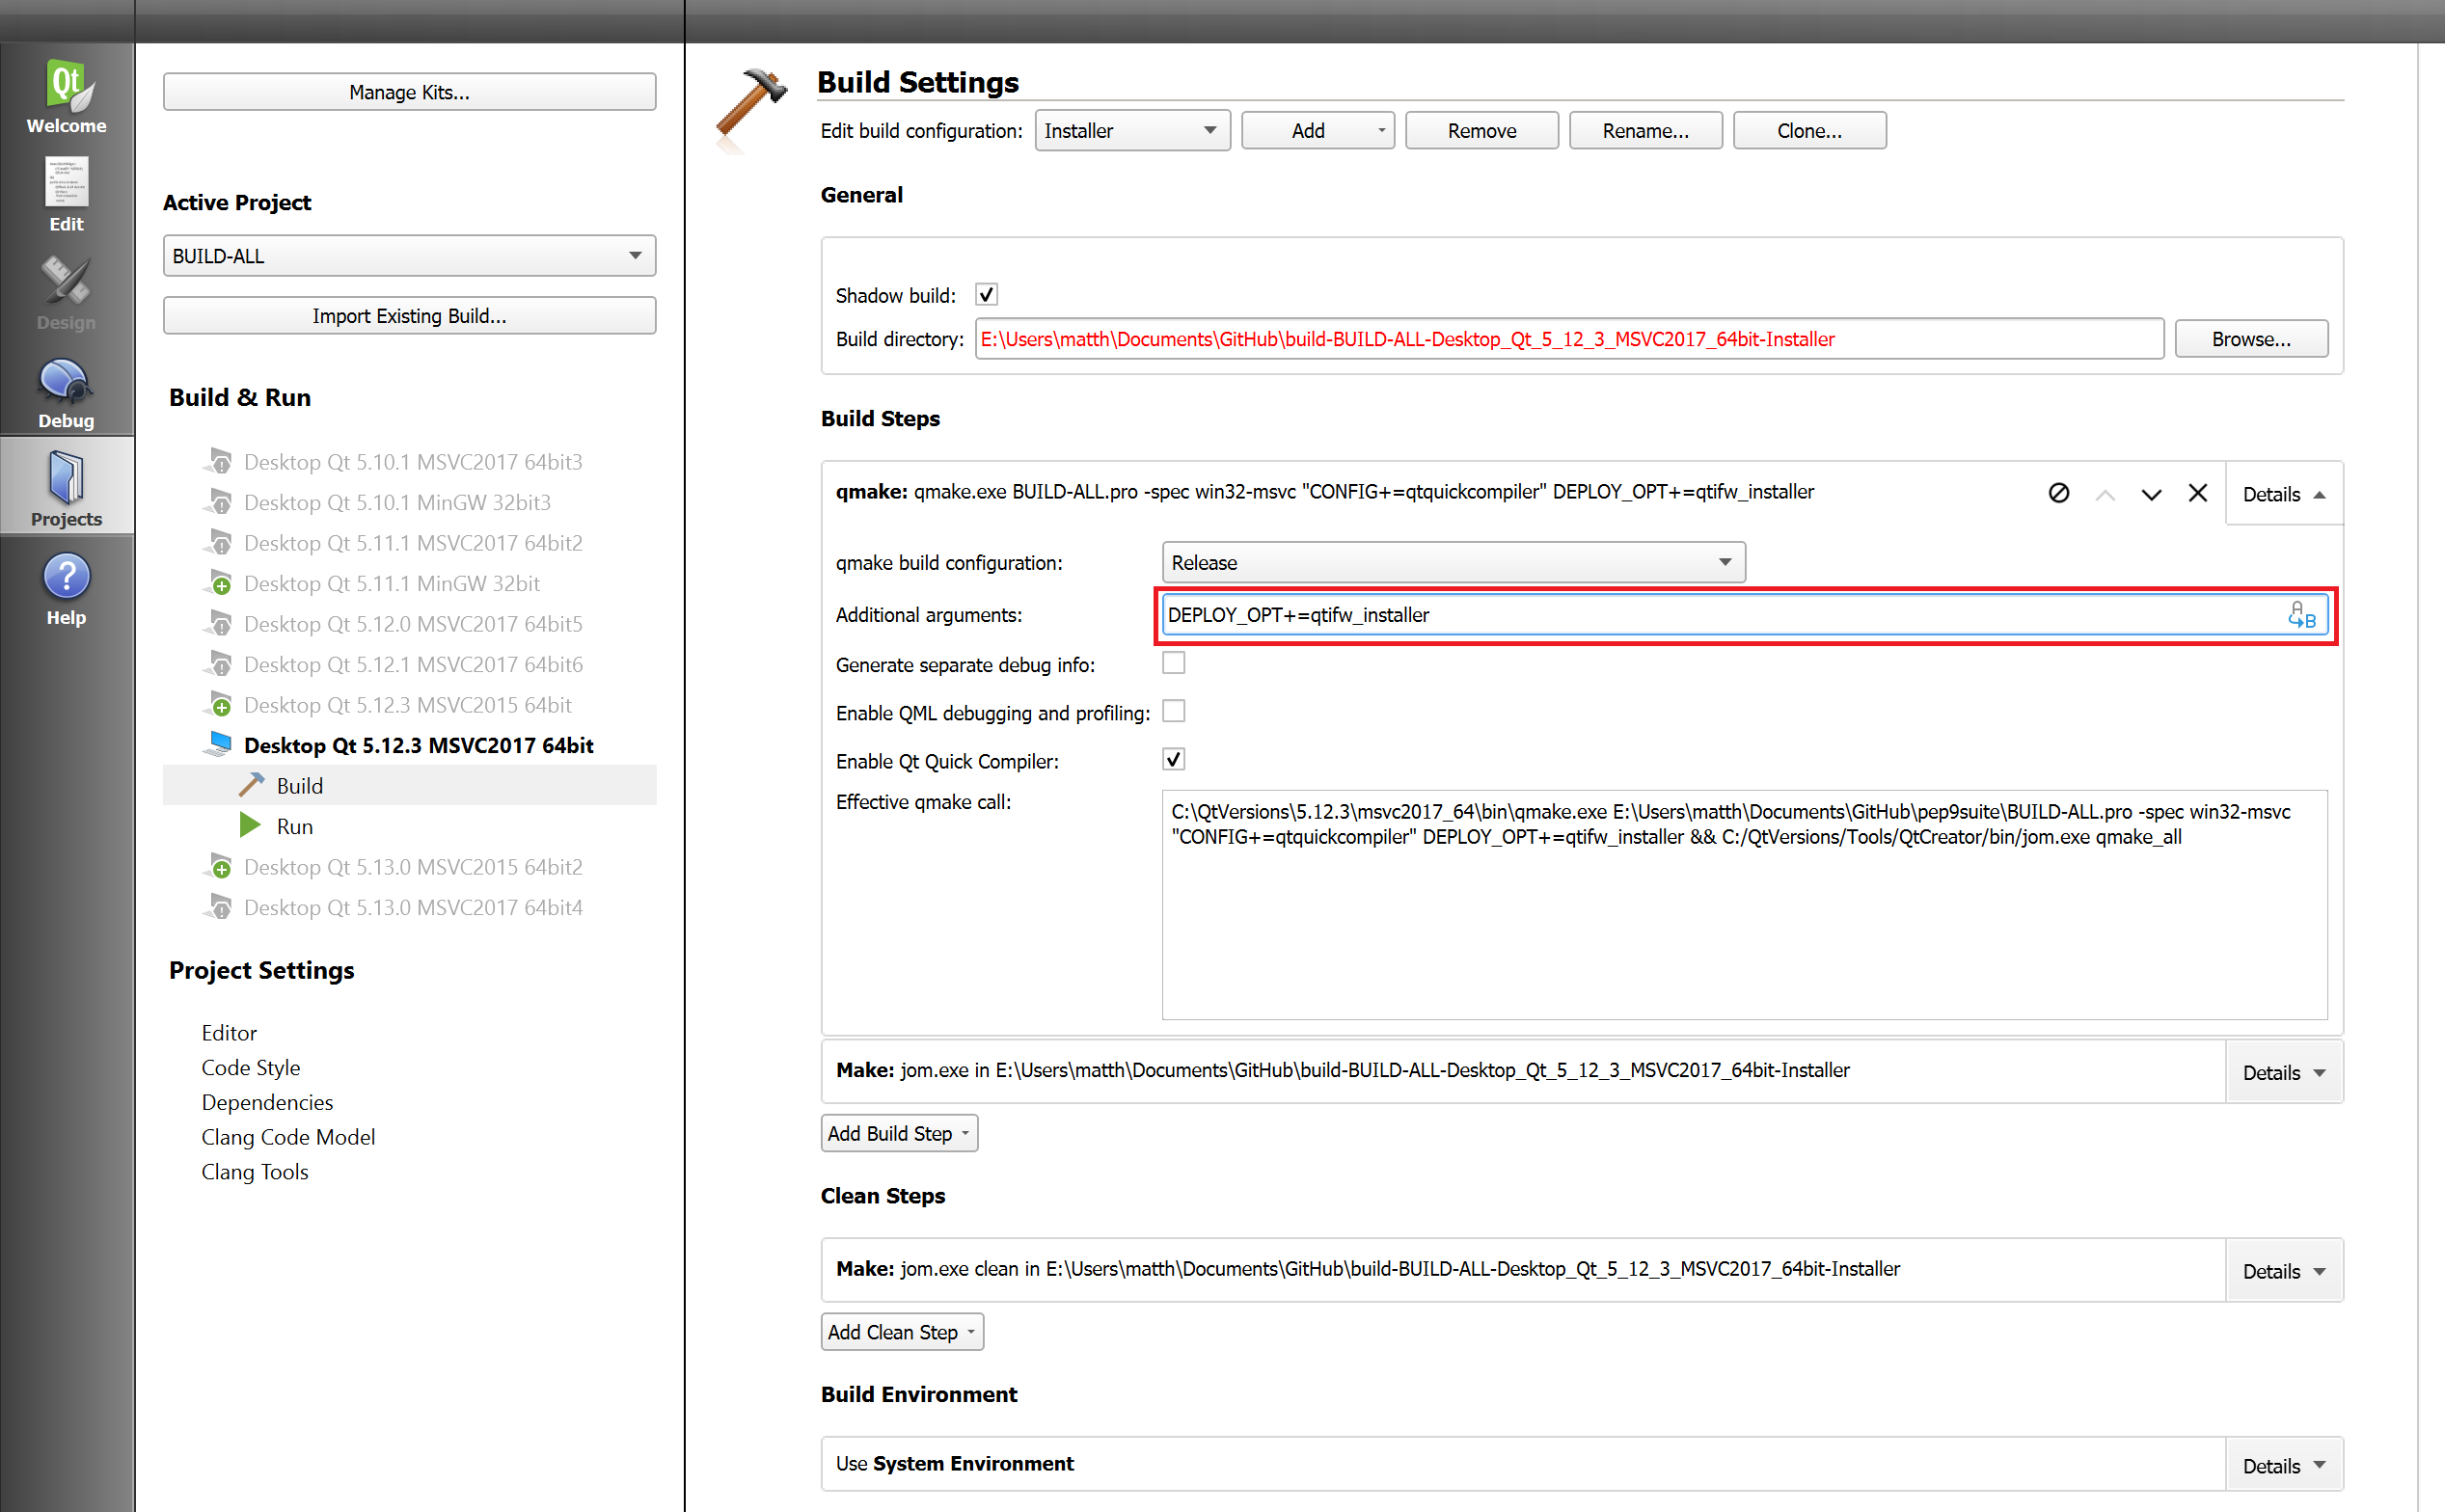 Welcome
Edit
Design
Debug
Projects
Help
Manage Kits...
Active Project
BUILD-ALL
Import Existing Build...
Build & Run
Desktop Qt 5.10.1 MSVC2017 64bit3
Desktop Qt 5.10.1 MinGW 32bit3
Desktop Qt 5.11.1 MSVC2017 64bit2
Desktop Qt 5.11.1 MinGW 32bit
Desktop Qt 5.12.0 MSVC2017 64bit5
Desktop Qt 5.12.1 MSVC2017 64bit6
Desktop Qt 5.12.3 MSVC2015 64bit
Desktop Qt 5.12.3 MSVC2017 64bit
Build
Run
Desktop Qt 5.13.0 MSVC2015 64bit2
Desktop Qt 5.13.0 MSVC2017 64bit4
Project Settings
Editor
Code Style
Dependencies
Clang Code Model
Clang Tools
Build Settings
Edit build configuration: Installer Add Remove Rename... Clone...
General
Shadow build:
Build directory: E:\Users\matth\Documents\GitHub\build-BUILD-ALL-Desktop_Qt_5_12_3_MSVC2017_64bit-Installer Browse...
Build Steps
qmake: qmake.exe BUILD-ALL.pro -spec win32-msvc "CONFIG+=qtquickcompiler" DEPLOY_OPT+=qtifw_installer Details
qmake build configuration: Release
Additional arguments: DEPLOY_OPT+=qtifw_installer
Generate separate debug info:
Enable QML debugging and profiling:
Enable Qt Quick Compiler:
Effective qmake call: C:\QtVersions\5.12.3\msvc2017_64\bin\qmake.exe E:\Users\matth\Documents\GitHub\pep9suite\BUILD-ALL.pro -spec win32-msvc
"CONFIG+=qtquickcompiler" DEPLOY_OPT+=qtifw_installer && C:/QtVersions/Tools/QtCreator/bin/jom.exe qmake_all
Make: jom.exe in E:\Users\matth\Documents\GitHub\build-BUILD-ALL-Desktop_Qt_5_12_3_MSVC2017_64bit-Installer Details
Add Build Step
Clean Steps
Make: jom.exe clean in E:\Users\matth\Documents\GitHub\build-BUILD-ALL-Desktop_Qt_5_12_3_MSVC2017_64bit-Installer Details
Add Clean Step
Build Environment
Use System Environment Details